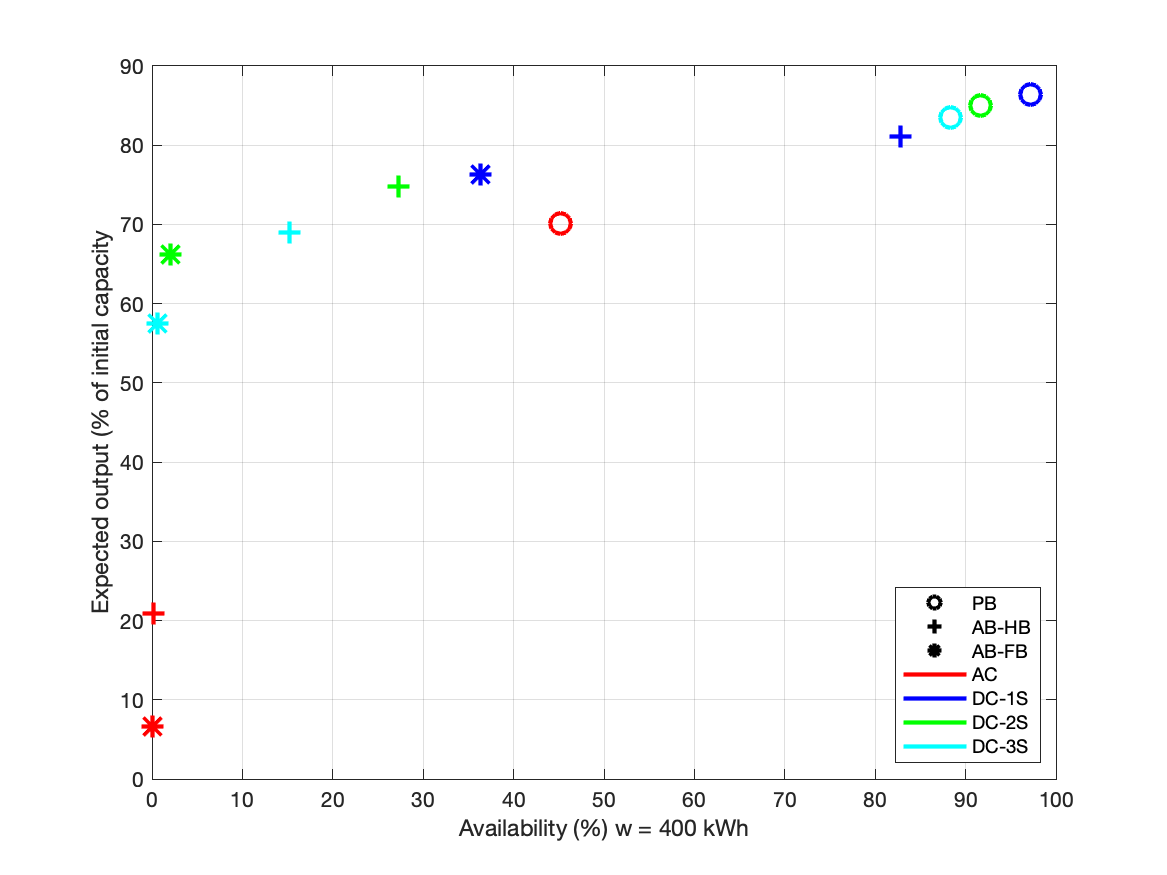 90
80
70
60
50
40
30
20
10
0
Expected output (% of initial capacity
PB
AB-HB
AB-FB
AC
DC-1S
DC-2S
DC-3S
0 10 20 30 40 50 60 70 80 90 100
Availability (%) w = 400 kWh